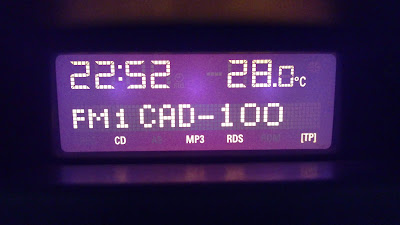 22:52 -28.0°C
FM1 CAD-100
CD MP3 RDS [TP]